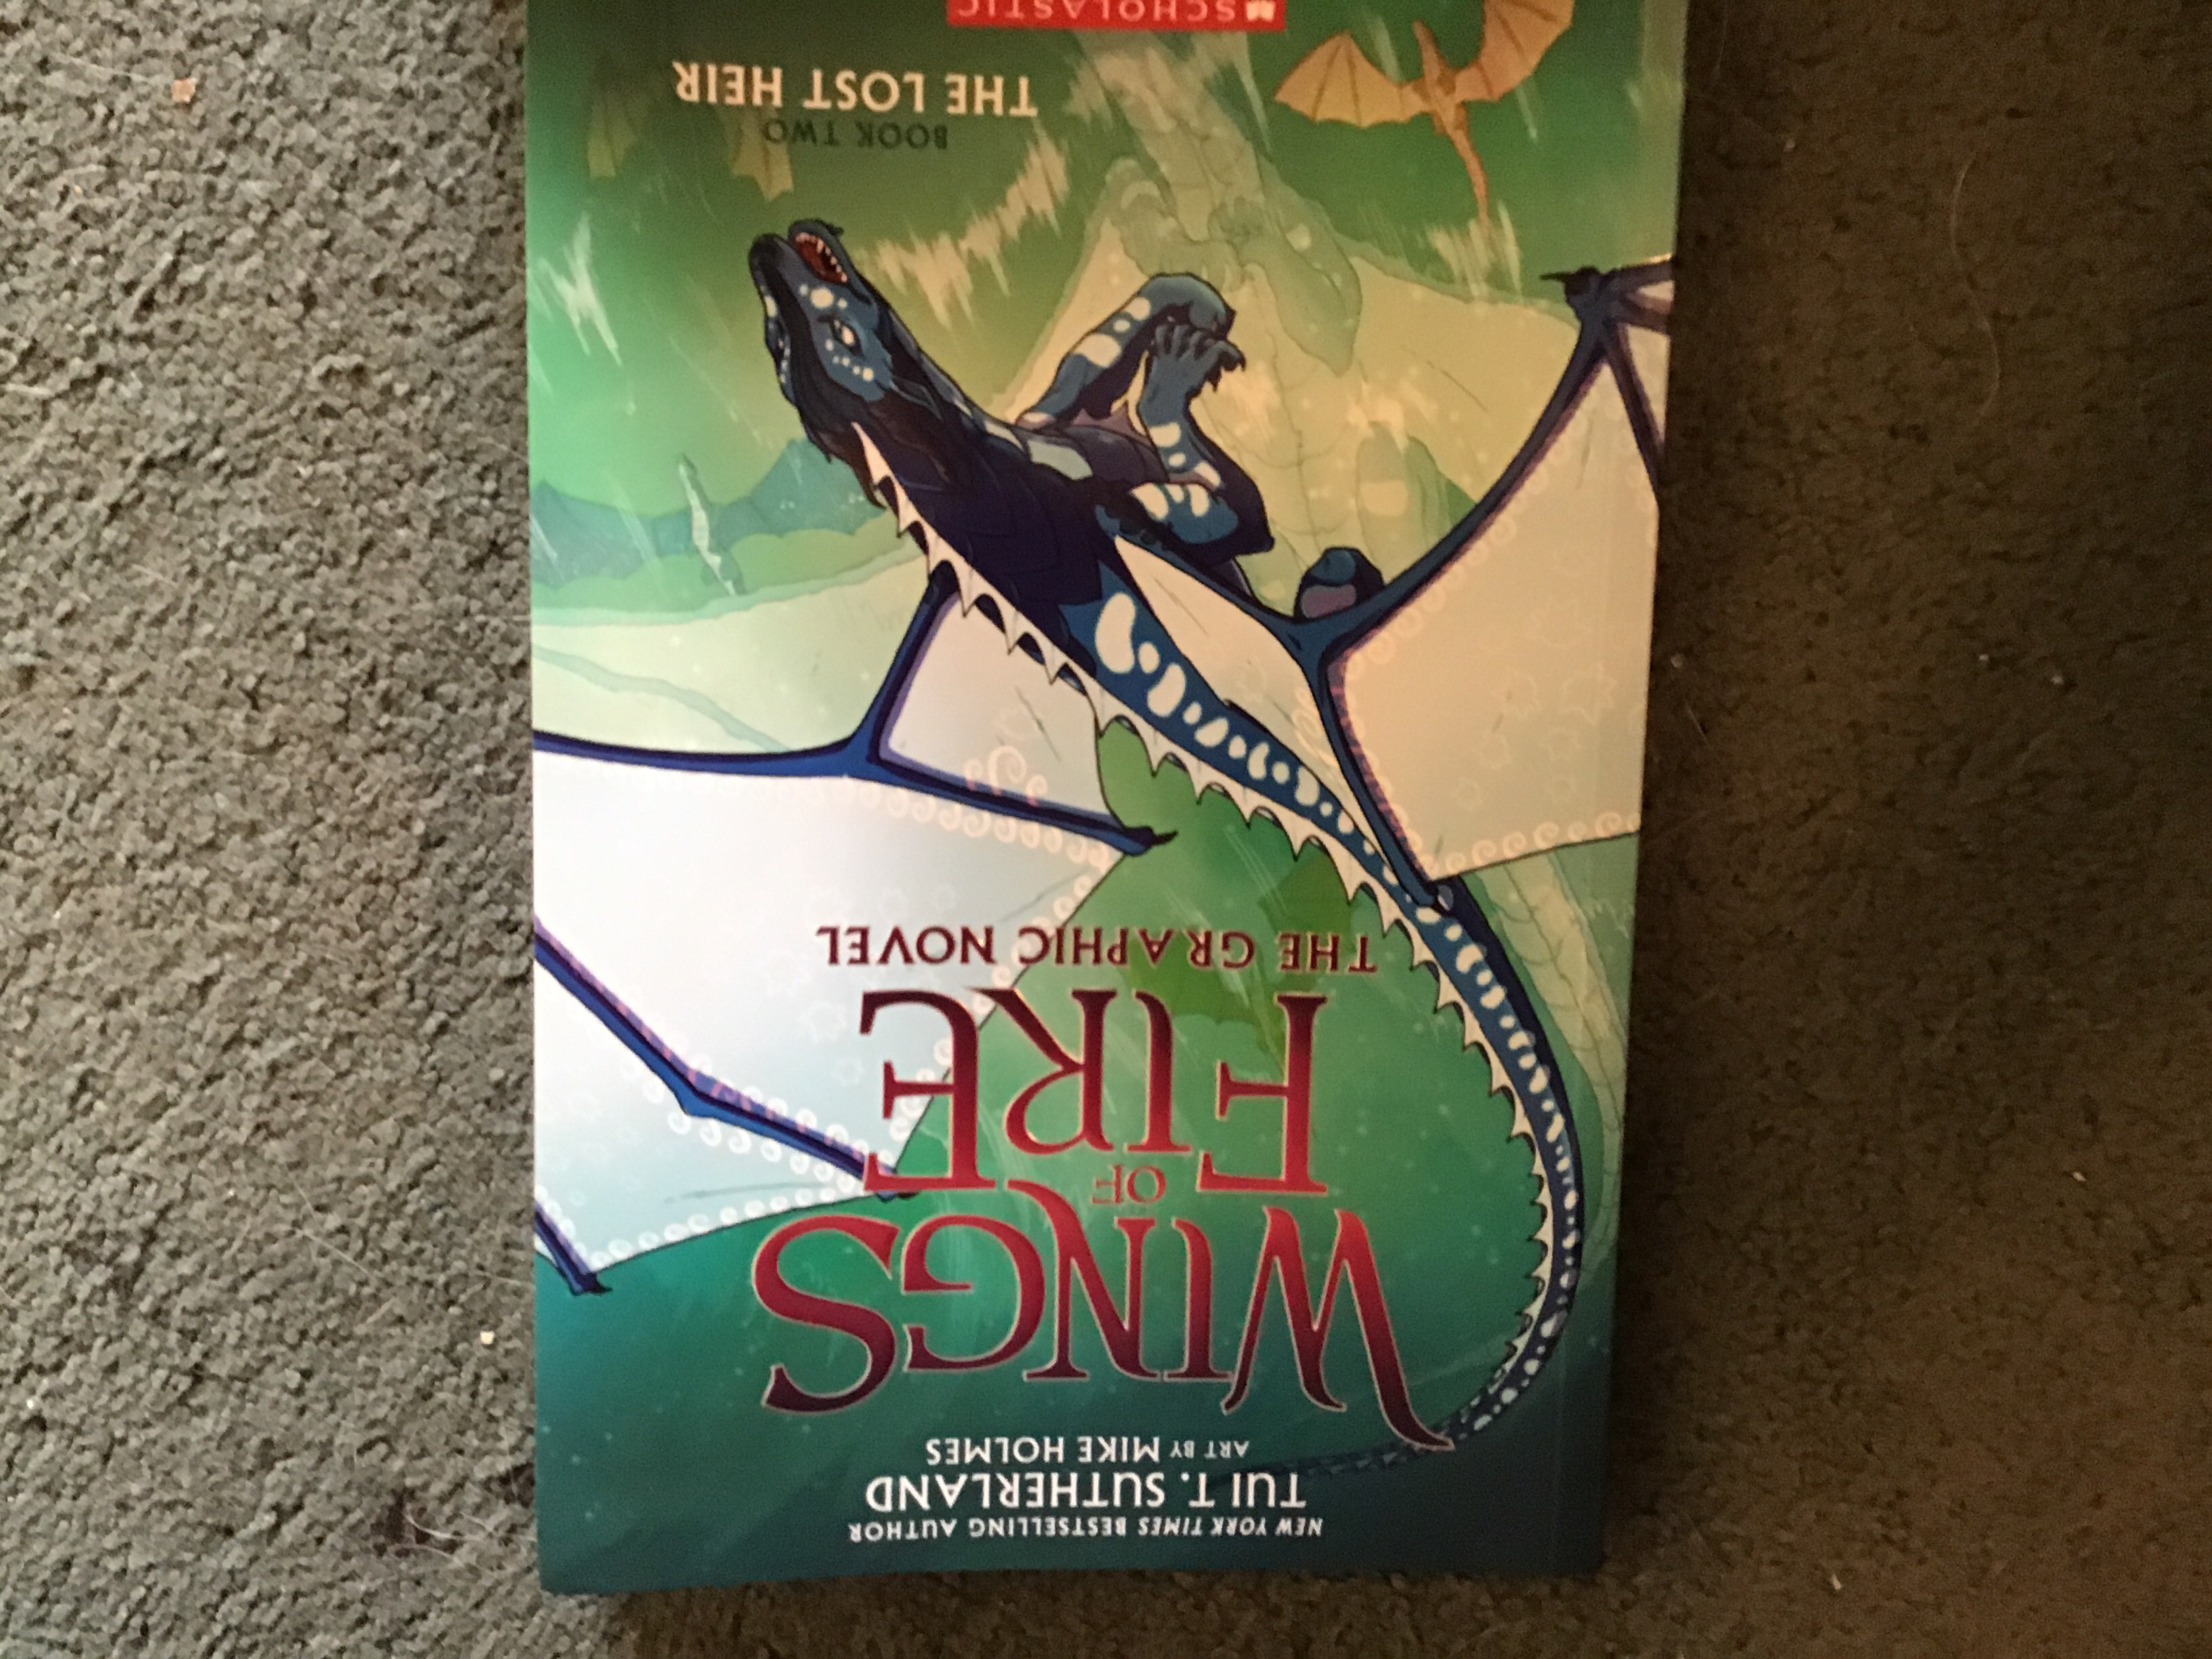 NEW YORK TIMES BESTSELLING AUTHOR
TUI T. SUTHERLAND
ART BY MIKE HOLMES
WINGS
OF
FIRE
THE GRAPHIC NOVEL
BOOK TWO
THE LOST HEIR
SCHOLASTIC